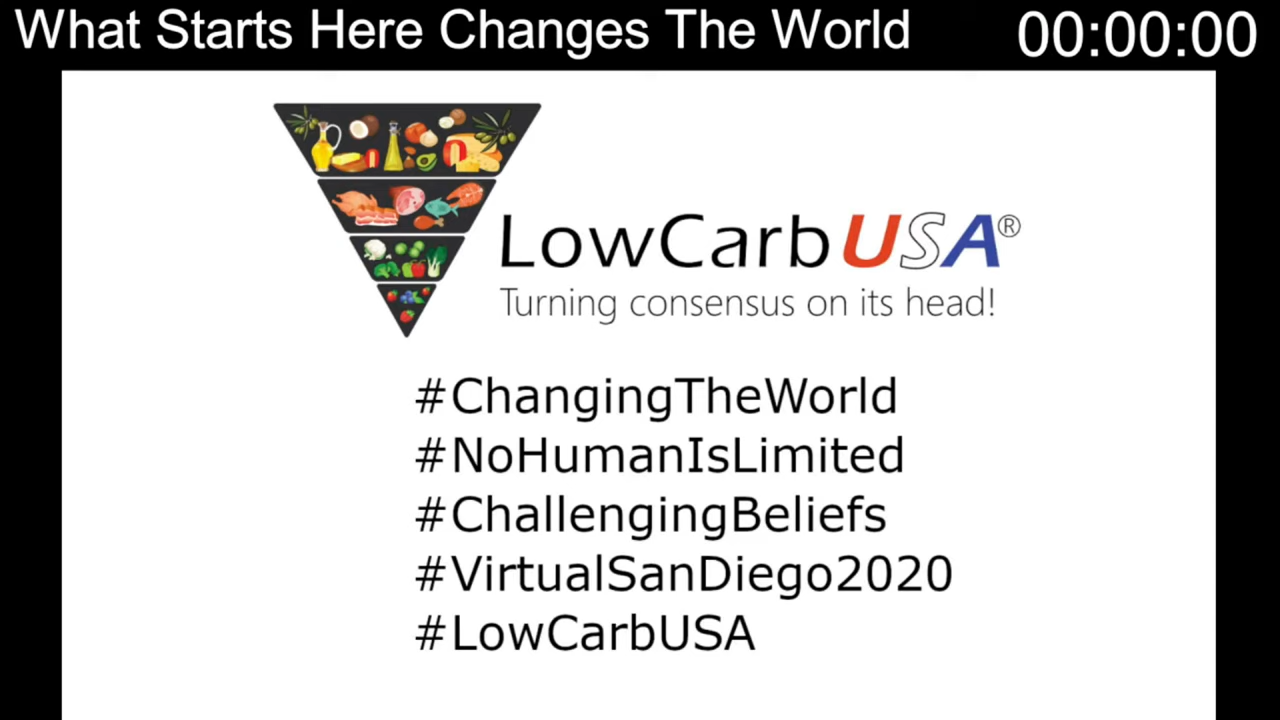 What Starts Here Changes The World 00:00:00
LowCarbUSA®
Turning consensus on its head!
#ChangingTheWorld
#NoHumanIsLimited
#ChallengingBeliefs
#VirtualSanDiego2020
#LowCarbUSA